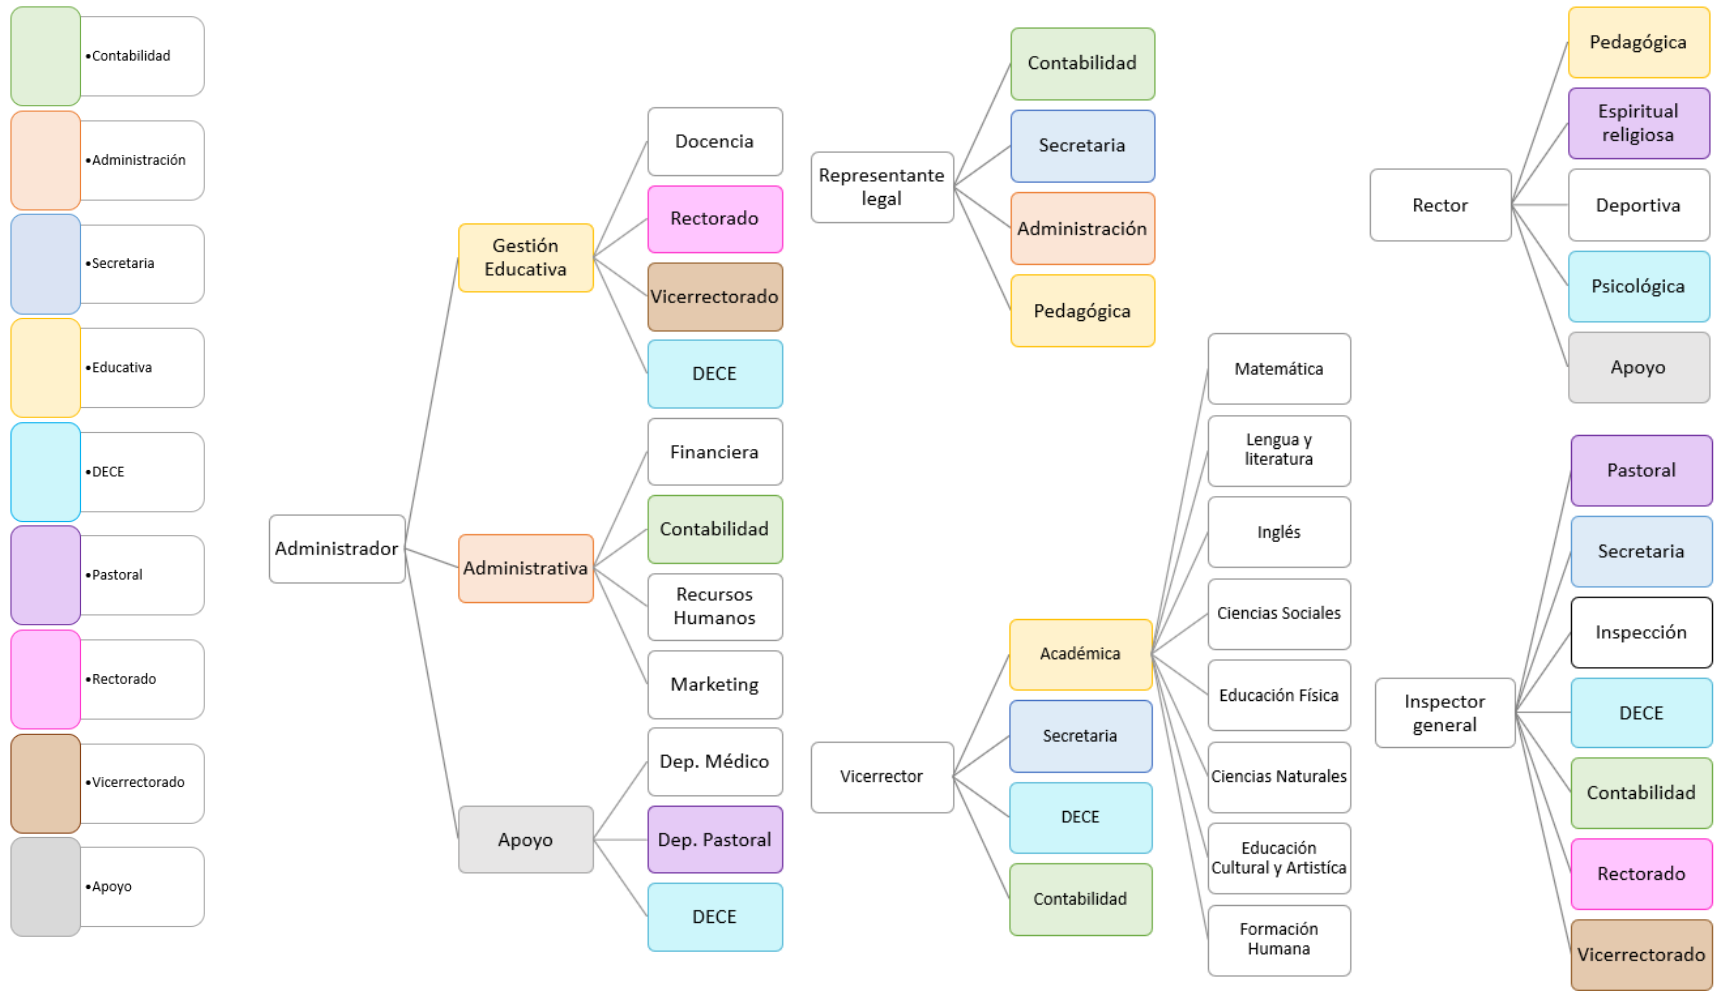 •Contabilidad
•Administración
•Secretaria
•Educativa
•DECE
•Pastoral
•Rectorado
•Vicerrectorado
•Apoyo
Administrador
Gestión
Educativa
Docencia
Rectorado
Vicerrectorado
DECE
Administrativa
Financiera
Contabilidad
Recursos
Humanos
Marketing
Apoyo
Dep. Médico
Dep. Pastoral
DECE
Representante
legal
Contabilidad
Secretaria
Administración
Pedagógica
Vicerrector
Académica
Secretaria
DECE
Contabilidad
Matemática
Lengua y
literatura
Inglés
Ciencias Sociales
Educación Física
Ciencias Naturales
Educación
Cultural y Artistíca
Formación
Humana
Rector
Pedagógica
Espiritual
religiosa
Deportiva
Psicológica
Apoyo
Inspector
general
Pastoral
Secretaria
Inspección
DECE
Contabilidad
Rectorado
Vicerrectorado